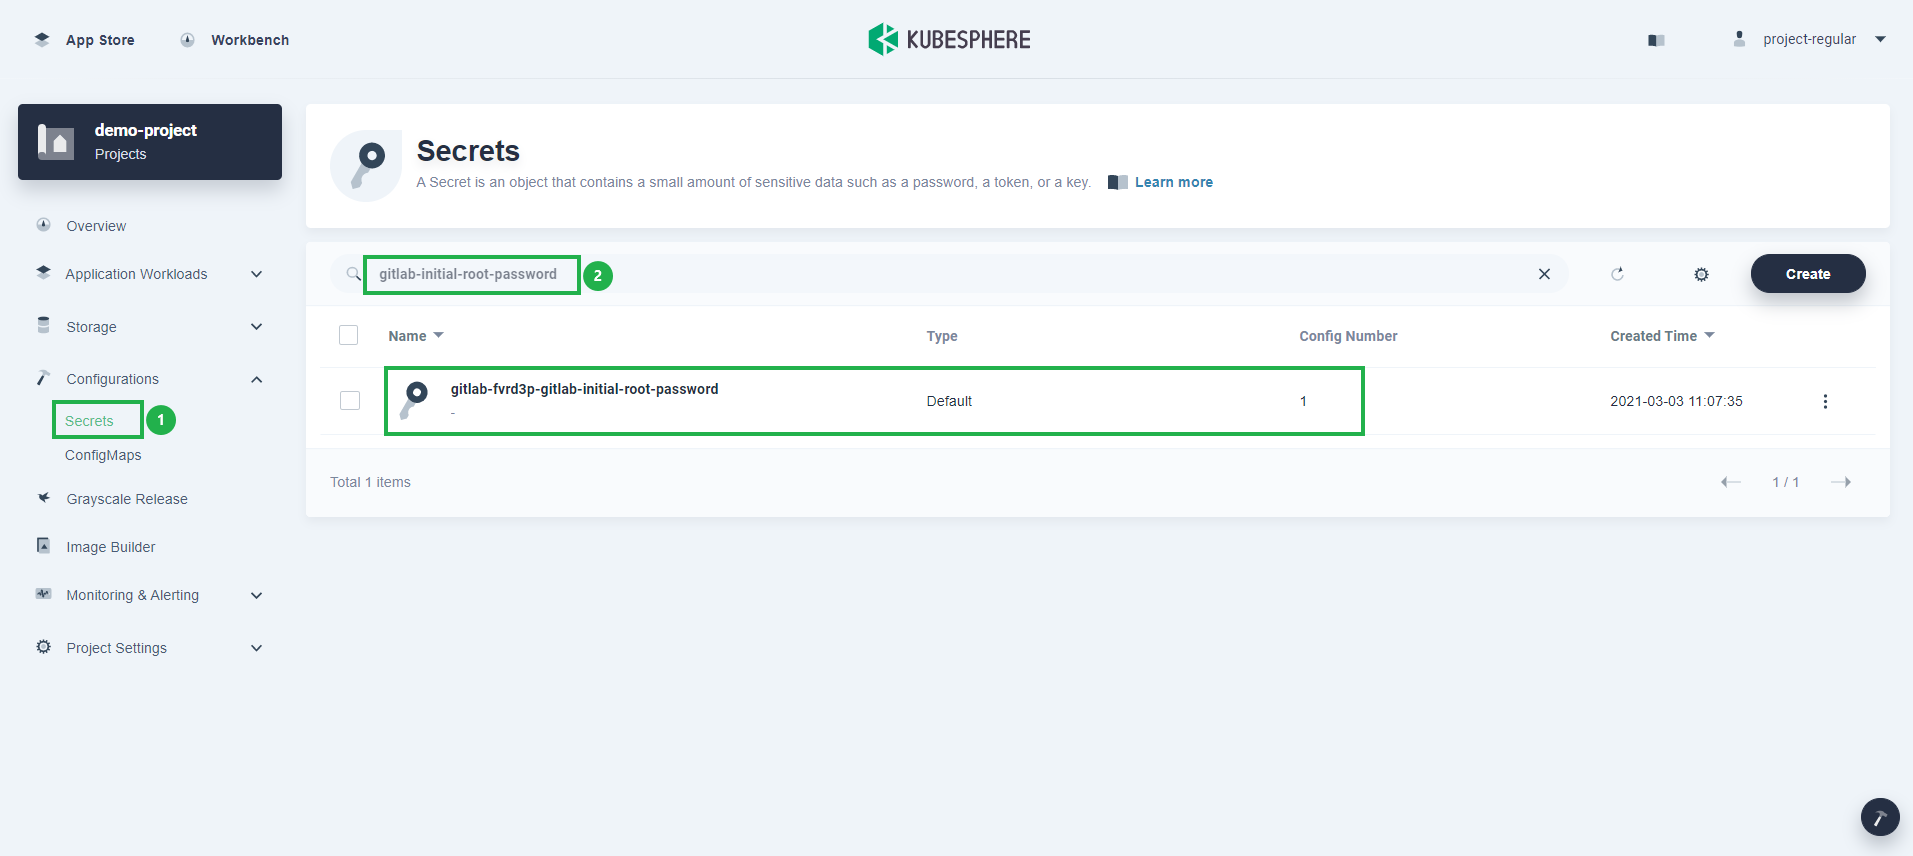 App Store
Workbench
KUBESPHERE
project-regular
demo-project
Projects
Overview
Application Workloads
Storage
Configurations
Secrets
1
ConfigMaps
Grayscale Release
Image Builder
Monitoring & Alerting
Project Settings
Secrets
A Secret is an object that contains a small amount of sensitive data such as a password, a token, or a key. Learn more
gitlab-initial-root-password
2
Create
Name Type Config Number Created Time
gitlab-fvrd3p-gitlab-initial-root-password
-
Default
1
2021-03-03 11:07:35
Total 1 items
1 / 1